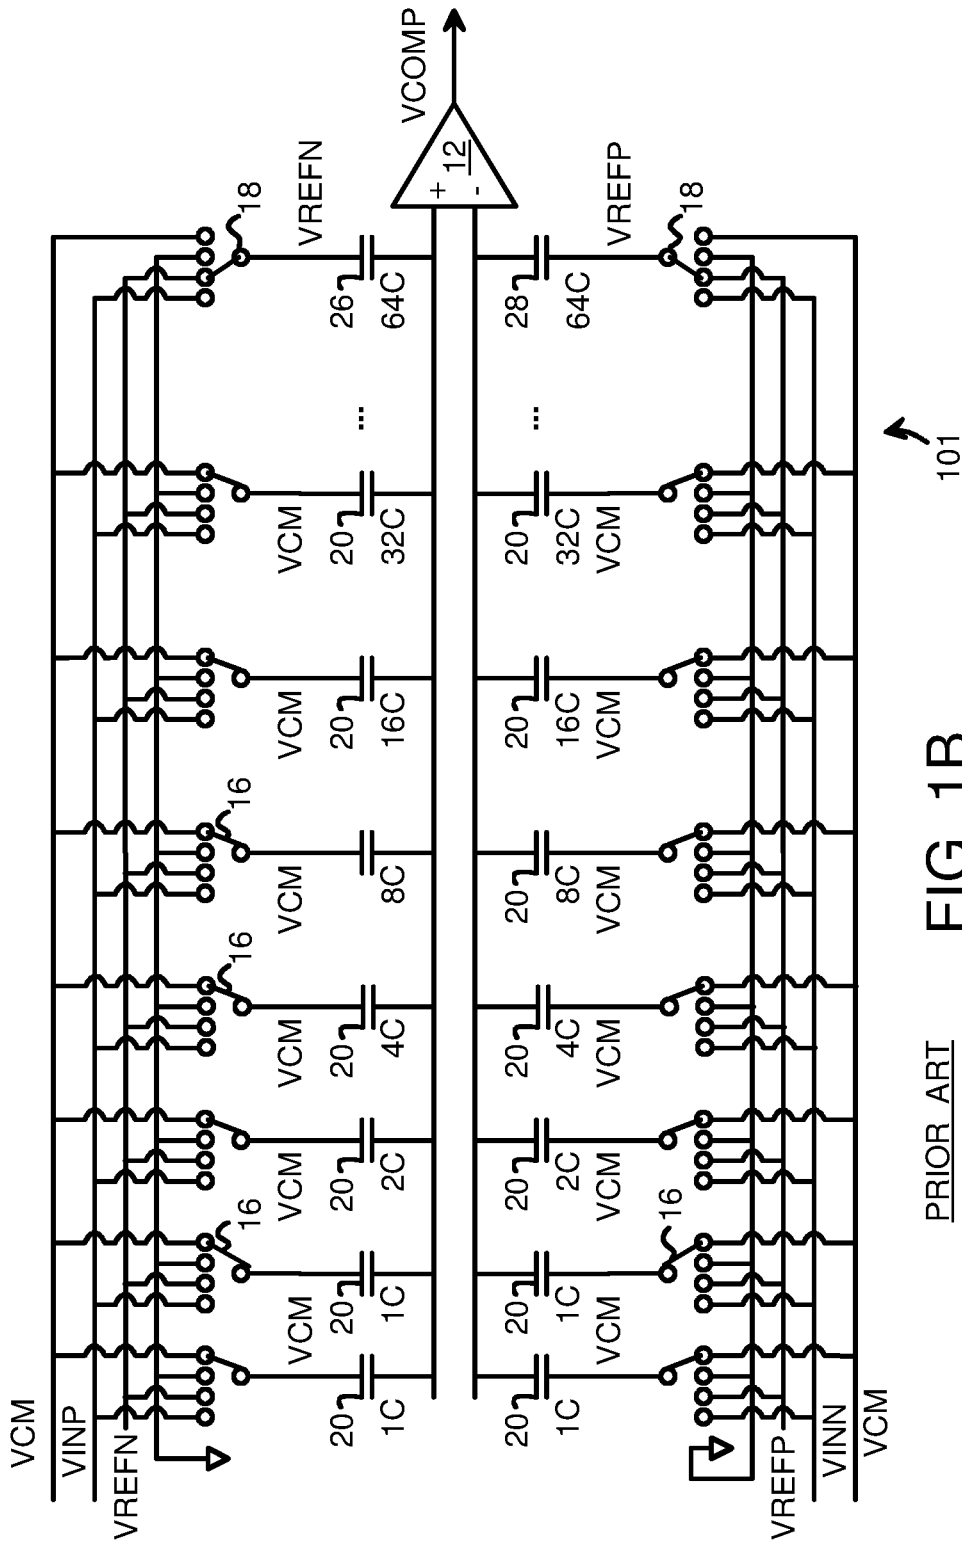 VCM
VINP
VREFN
16
16
16
18
VCM
VCM
VCM
VCM
VCM
VCM
VREFN
20
20
20
20
20
20
26
1C
1C
2C
4C
8C
16C
32C
...
64C
+
-
12
VCOMP
20
20
20
20
20
20
20
28
1C
1C
2C
4C
8C
16C
32C
...
64C
VCM
VCM
VCM
VCM
VCM
VCM
VREFP
16
18
VREFP
VINN
VCM
101
PRIOR ART
FIG 1B